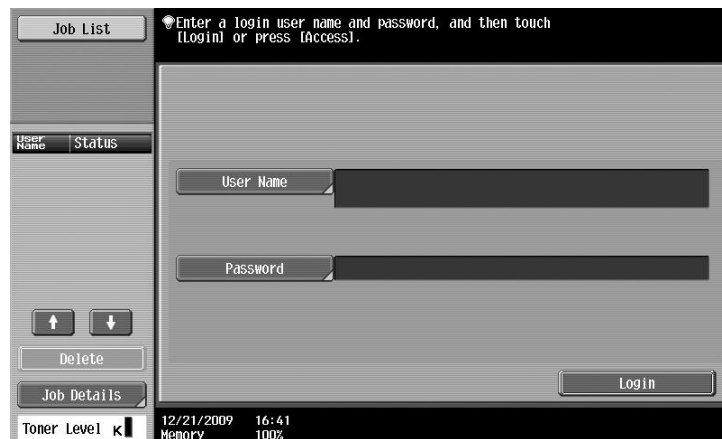 Job List
Enter a login user name and password, and then touch
[Login] or press [Access].
User
Name
Status
User Name
Password
Delete
Job Details
Login
Toner Level K
12/21/2009 16:41
Memory 100%